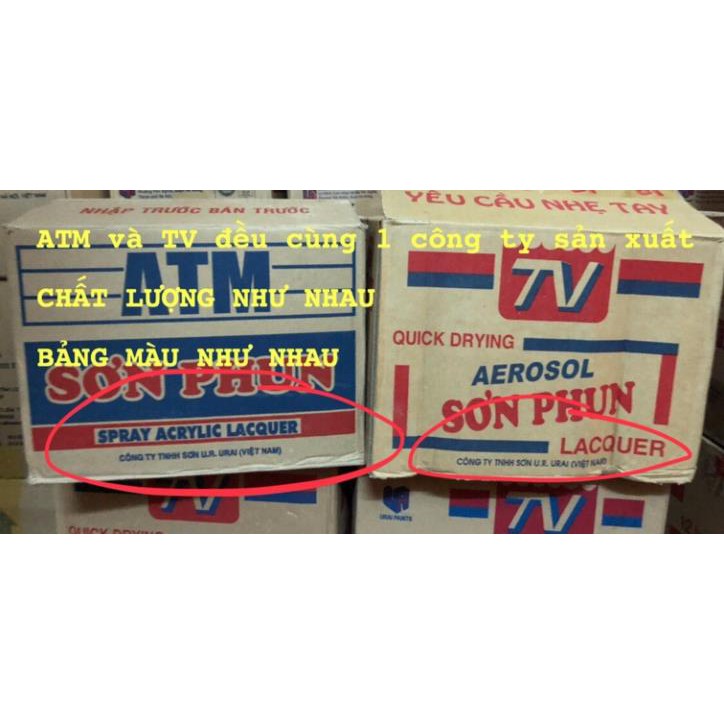 NHẬP TRƯỚC BÁN TRƯỚC
YÊU CẦU NHẸ TAY
ATM và TV đều cùng 1 công ty sản xuất
CHẤT LƯỢNG NHƯ NHAU
BẢNG MÀU NHƯ NHAU
ATM
SƠN PHUN
SPRAY ACRYLIC LACQUER
CÔNG TY TNHH SƠN U.R. URAI (VIỆT NAM)
TV
QUICK DRYING
AEROSOL
SƠN PHUN
LACQUER
CÔNG TY TNHH SƠN U.R. URAI (VIỆT NAM)
TV
QUICK DRYING
URAI PAINTS
TV